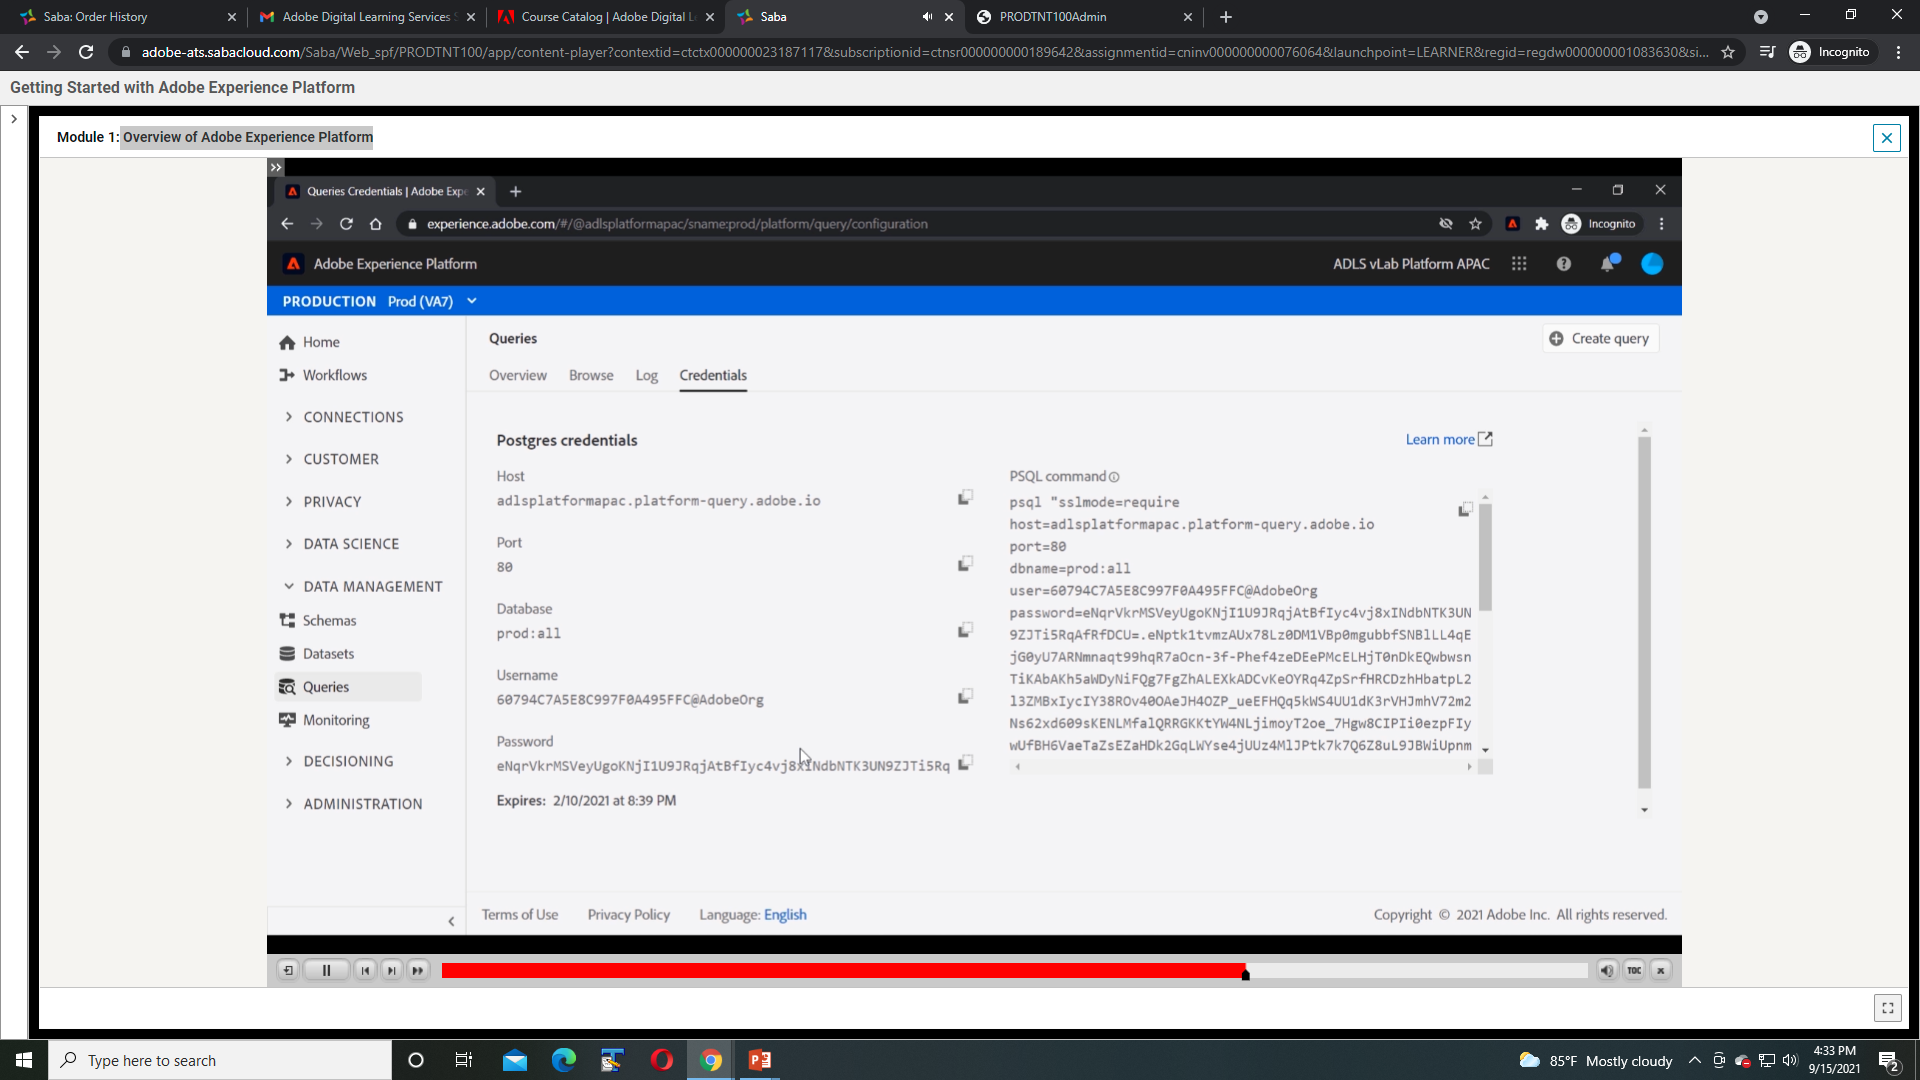 Saba: Order History
Adobe Digital Learning Services S
Course Catalog | Adobe Digital L
Saba
PRODTNT100Admin
adobe-ats.sabacloud.com/Saba/Web_spf/PRODTNT100/app/content-player?contextid=ctctx000000023187117&subscriptionid=ctnsr000000000189642&assignmentid=cninv000000000076064&launchpoint=LEARNER&regid=regdw000000001083630&si...
Incognito
Getting Started with Adobe Experience Platform
Module 1: Overview of Adobe Experience Platform
Queries Credentials | Adobe Expe
experience.adobe.com/#/@adlsplatformapac/sname:prod/platform/query/configuration
Incognito
Adobe Experience Platform
ADLS vLab Platform APAC
PRODUCTION Prod (VA7)
Home
Workflows
CONNECTIONS
CUSTOMER
PRIVACY
DATA SCIENCE
DATA MANAGEMENT
Schemas
Datasets
Queries
Monitoring
DECISIONING
ADMINISTRATION
Queries
Create query
Overview
Browse
Log
Credentials
Postgres credentials
Learn more
Host
adlsplatformapac.platform-query.adobe.io
Port
80
Database
prod:all
Username
60794C7A5E8C997F0A495FFC@AdobeOrg
Password
Expires: 2/10/2021 at 8:39 PM
PSQL command
psql "sslmode=require
host=adlsplatformapac.platform-query.adobe.io
port=80
dbname=prod:all
user=60794C7A5E8C997F0A495FFC@AdobeOrg
Terms of Use
Privacy Policy
Language: English
Copyright © 2021 Adobe Inc. All rights reserved.
TOC
Type here to search
85°F Mostly cloudy
4:33 PM
9/15/2021
2